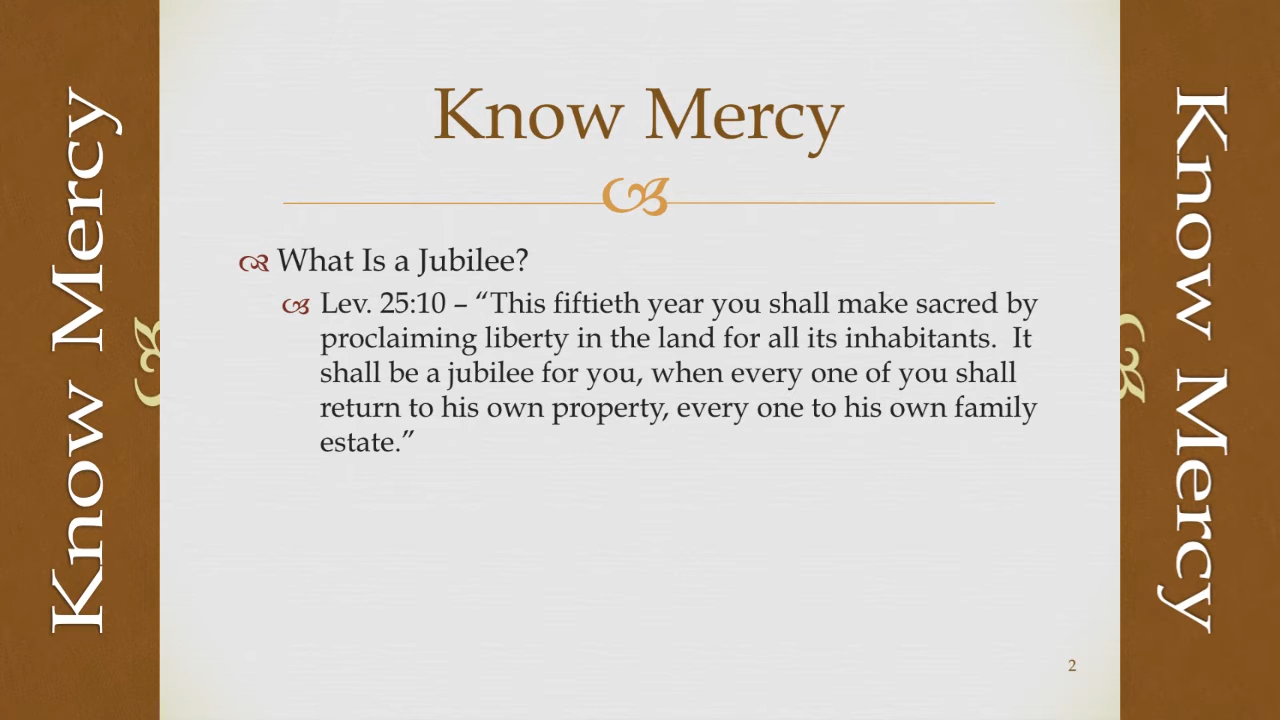 Know Mercy
Know Mercy
What Is a Jubilee?
Lev. 25:10 – “This fiftieth year you shall make sacred by
proclaiming liberty in the land for all its inhabitants.  It
shall be a jubilee for you, when every one of you shall
return to his own property, every one to his own family
estate.”
2
Know Mercy